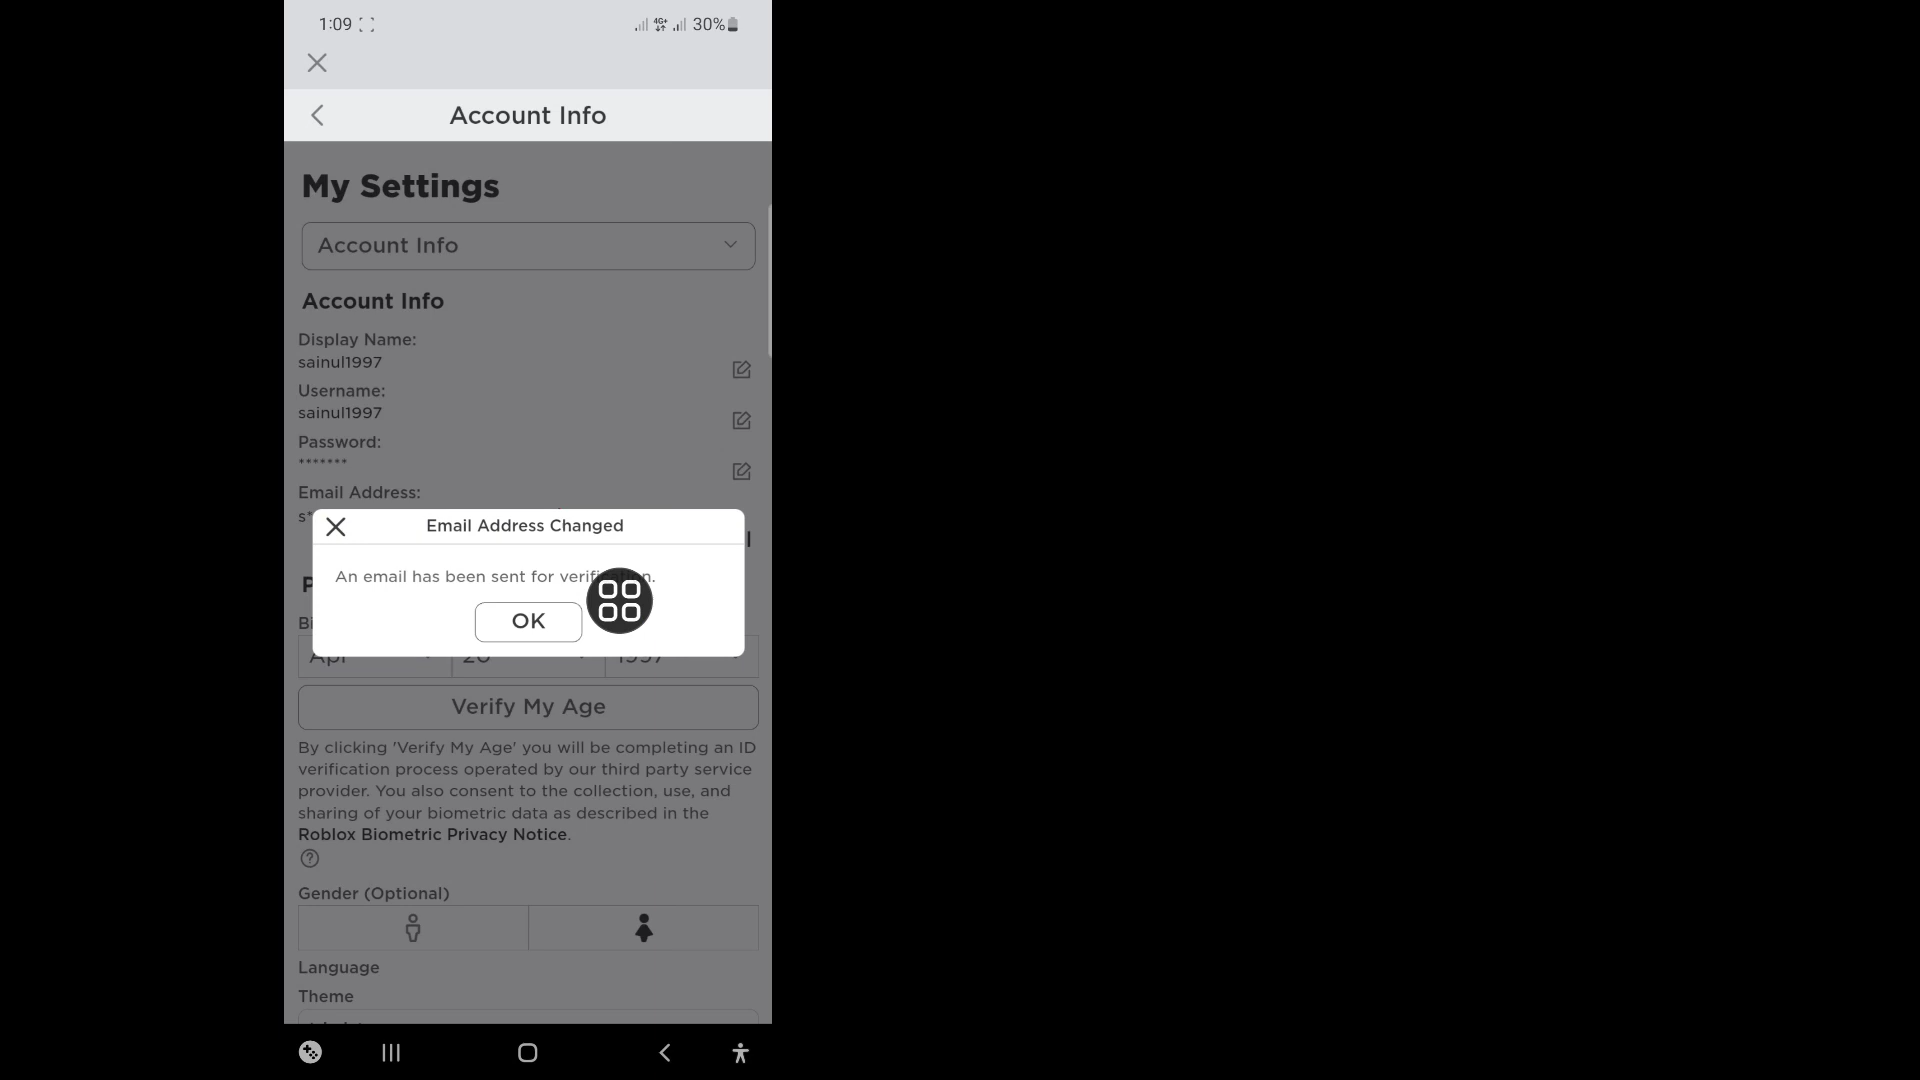 1:09
4G+ 30%
Account Info
My Settings
Account Info
Account Info
Display Name:
sainul1997
Username:
sainul1997
Password:
*******
Email Address:
s*
Email Address Changed
An email has been sent for
OK
Apr 20 1997
Verify My Age
By clicking 'Verify My Age' you will be completing an ID
verification process operated by our third party service
provider. You also consent to the collection, use, and
sharing of your biometric data as described in the
Roblox Biometric Privacy Notice.
Gender (Optional)
Language
Theme